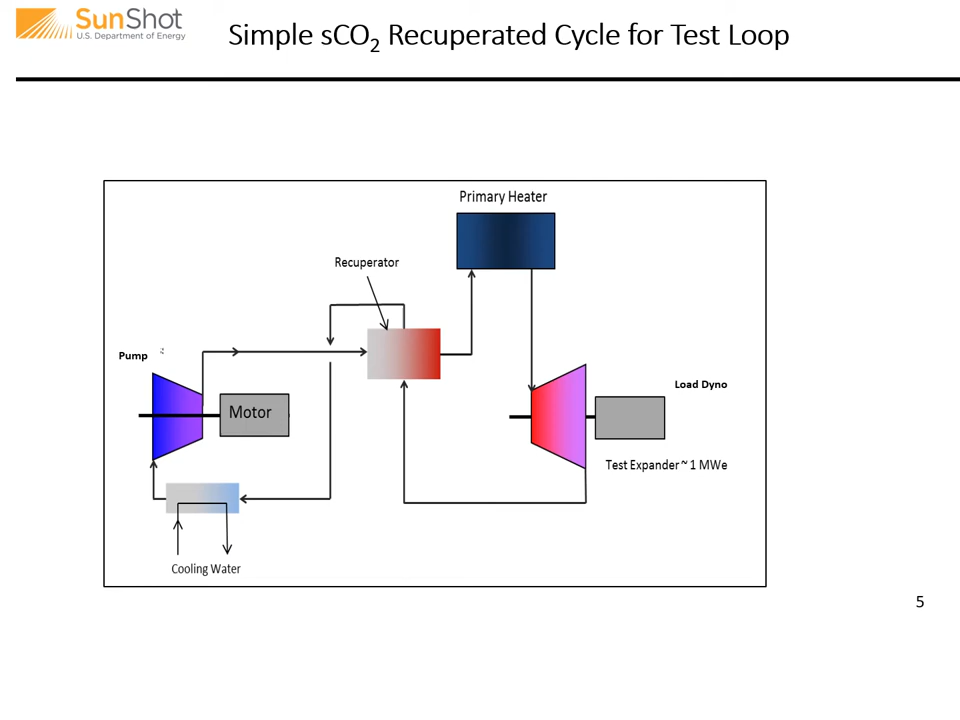 SunShot
U.S. Department of Energy
Simple sCO₂ Recuperated Cycle for Test Loop
Primary Heater
Recuperator
Pump
Motor
Load Dyno
Test Expander ~ 1 MWe
Cooling Water
5